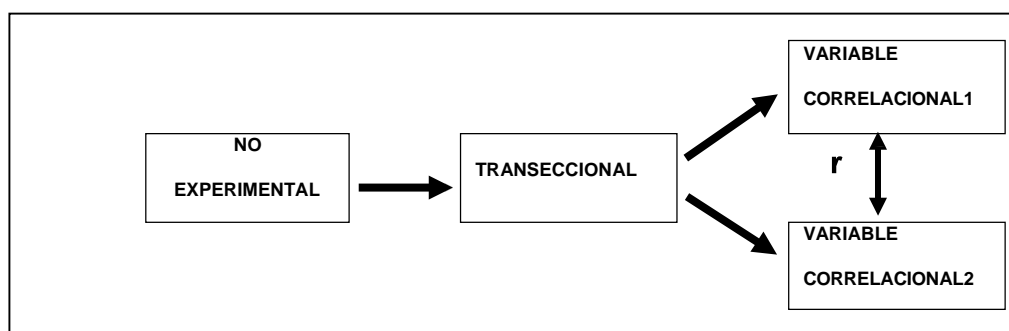 NO
EXPERIMENTAL
TRANSECCIONAL
VARIABLE
CORRELACIONAL1
r
VARIABLE
CORRELACIONAL2